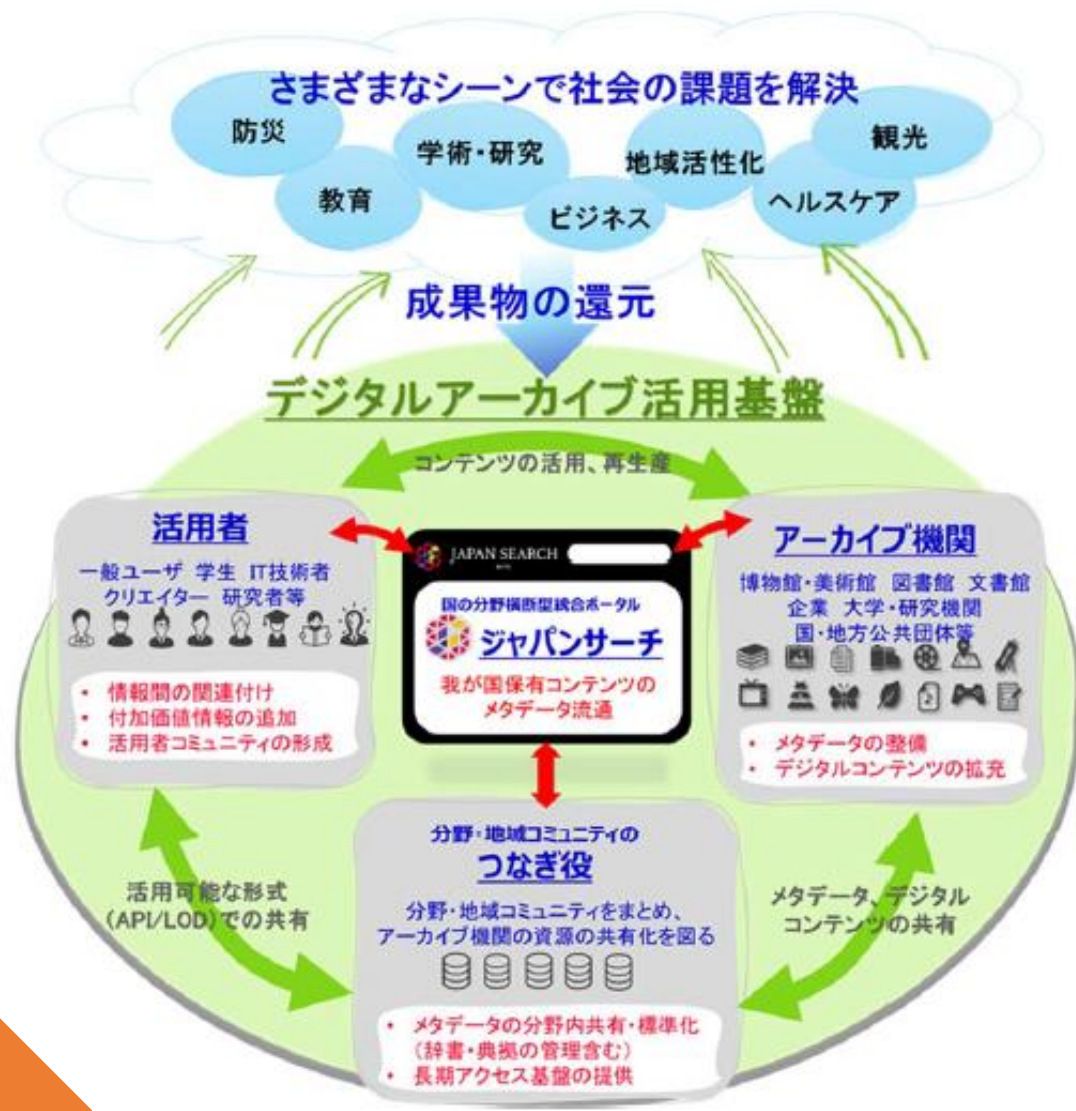 さまざまなシーンで社会の課題を解決
防災
教育
学術・研究
ビジネス
地域活性化
ヘルスケア
観光
成果物の還元
デジタルアーカイブ活用基盤
コンテンツの活用、再生産
活用者
一般ユーザ 学生 IT技術者
クリエイター 研究者等
• 情報間の関連付け
• 付加価値情報の追加
• 活用者コミュニティの形成
JAPAN SEARCH
国の分野横断型統合ポータル
ジャパンサーチ
我が国保有コンテンツの
メタデータ流通
アーカイブ機関
博物館・美術館 図書館 文書館
企業 大学・研究機関
国・地方公共団体等
• メタデータの整備
• デジタルコンテンツの拡充
分野・地域コミュニティの
つなぎ役
分野・地域コミュニティをまとめ、
アーカイブ機関の資源の共有化を図る
• メタデータの分野内共有・標準化
(辞書・典拠の管理含む)
• 長期アクセス基盤の提供
活用可能な形式
(API/LOD)での共有
メタデータ、デジタル
コンテンツの共有